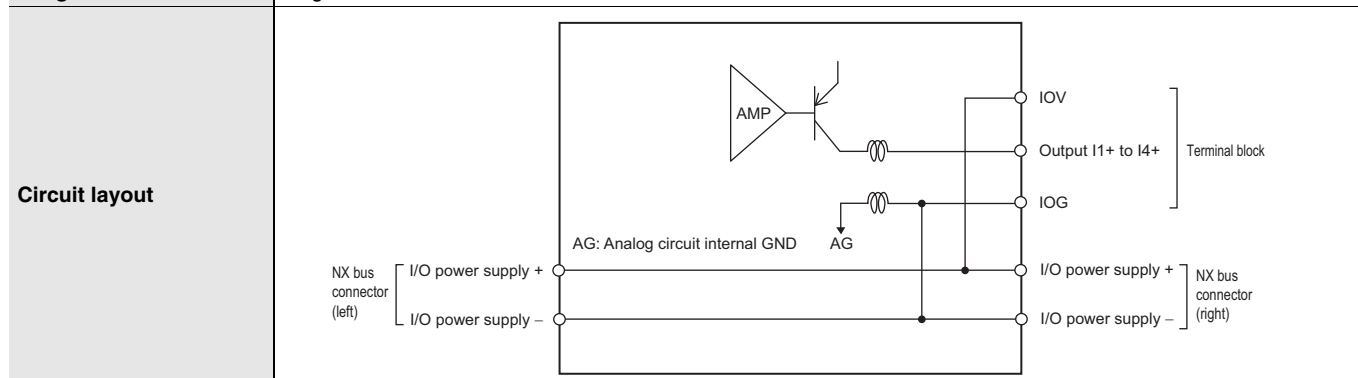 Circuit layout
AMP
IOV
Output I1+ to I4+
Terminal block
IOG
AG: Analog circuit internal GND
AG
NX bus
connector
(left)
I/O power supply +
I/O power supply –
I/O power supply +
I/O power supply –
NX bus
connector
(right)